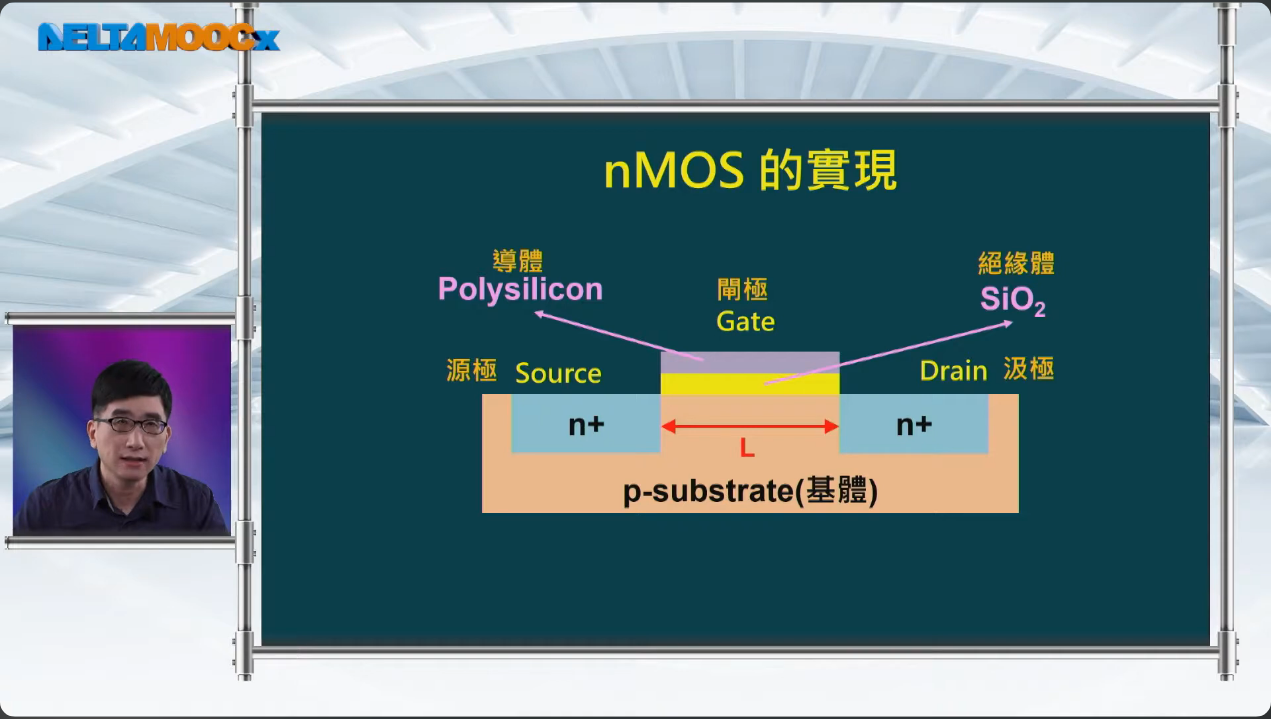 DELTAMOOCx
nMOS 的實現
導體
Polysilicon
閘極
Gate
絕緣體
SiO₂
源極 Source
Drain 汲極
n+
n+
L
p-substrate(基體)